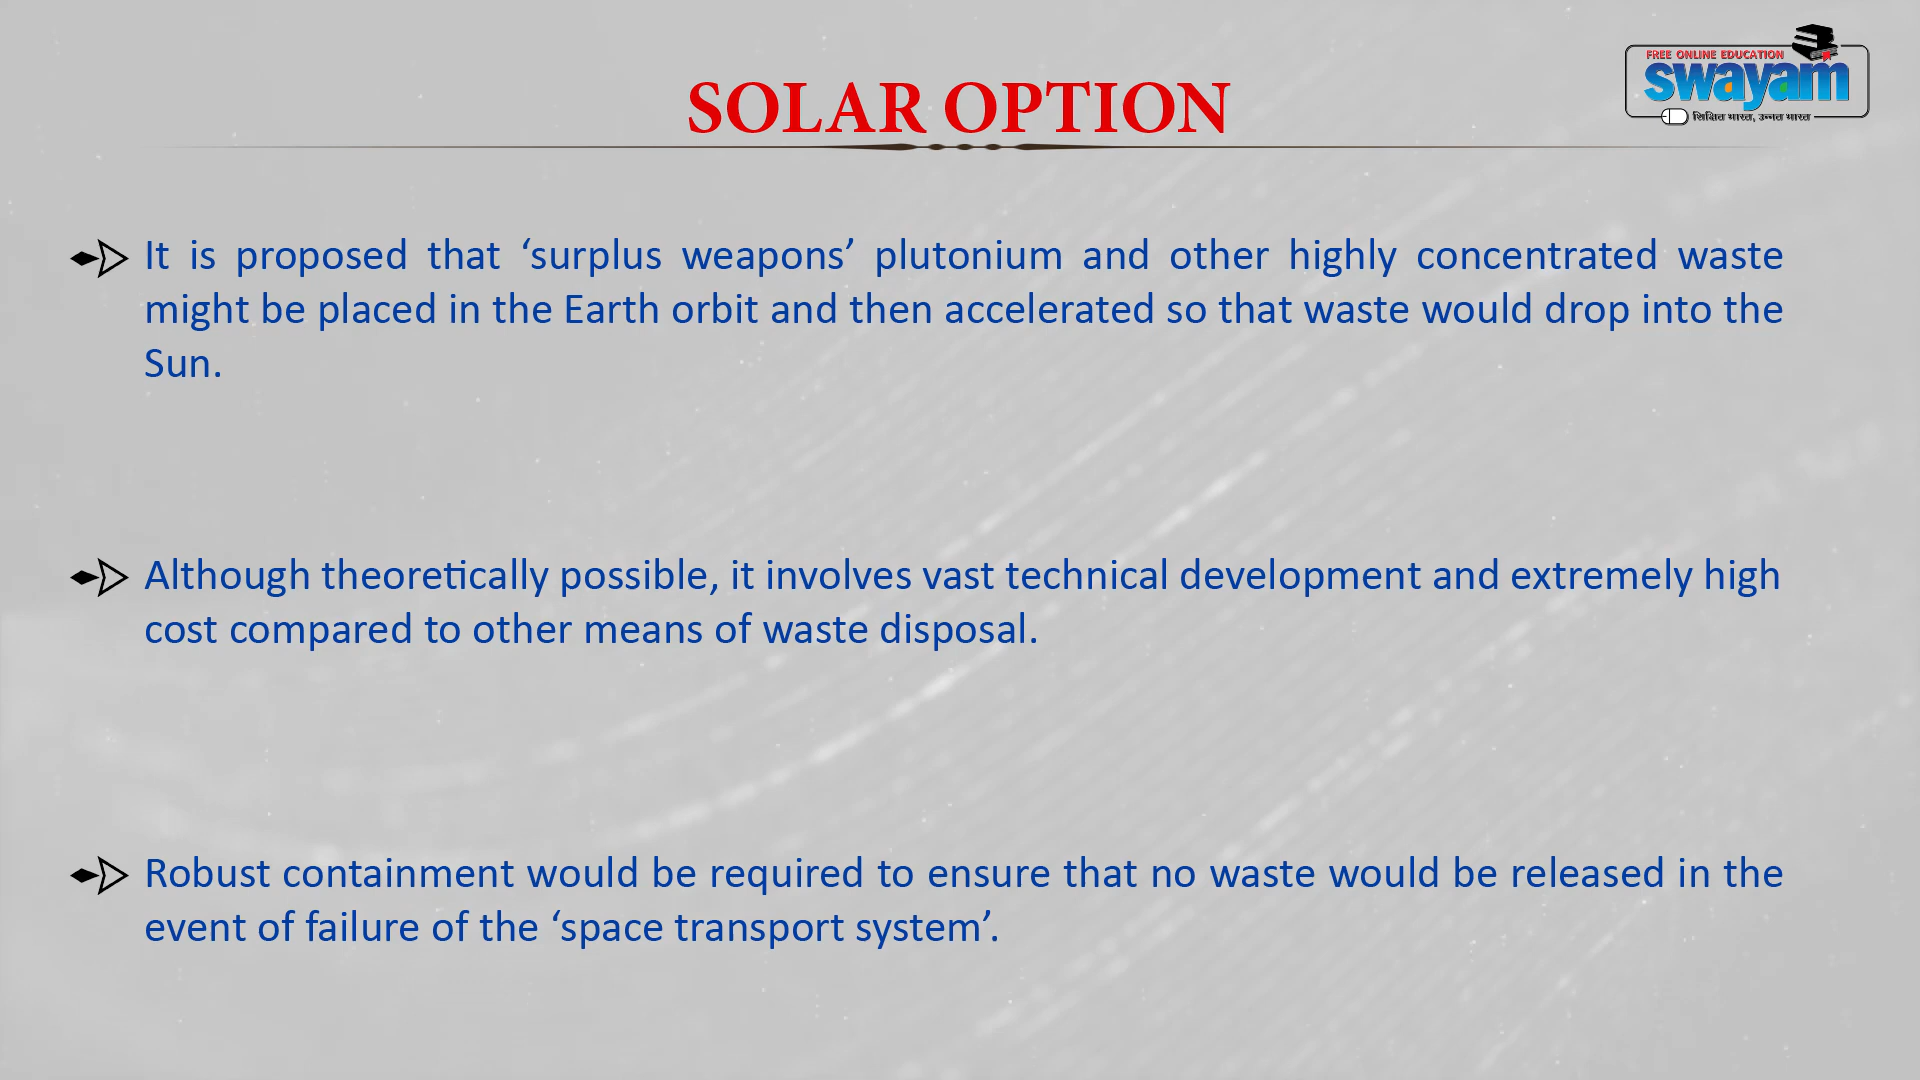 FREE ONLINE EDUCATION
swayam
शिक्षित भारत, उन्नत भारत
SOLAR OPTION
It is proposed that ‘surplus weapons’ plutonium and other highly concentrated waste
might be placed in the Earth orbit and then accelerated so that waste would drop into the
Sun.
Although theoretically possible, it involves vast technical development and extremely high
cost compared to other means of waste disposal.
Robust containment would be required to ensure that no waste would be released in the
event of failure of the ‘space transport system’.